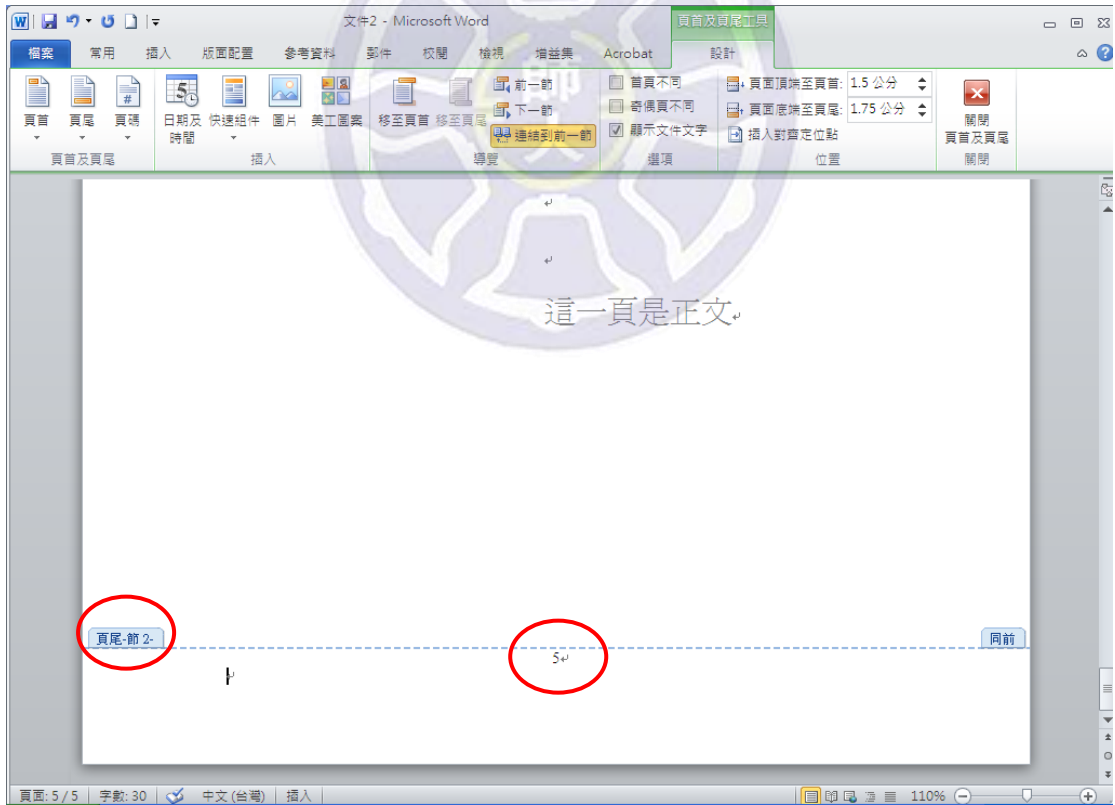 文件2 - Microsoft Word
頁首及頁尾工具
檔案 常用 插入 版面配置 參考資料 郵件 校閱 檢視 增益集 Acrobat 設計
頁首 頁尾 頁碼
頁首及頁尾
日期及時間 快速組件 圖片 美工圖案
插入
移至頁首 移至頁尾
前一節
下一節
連結到前一節
導覽
首頁不同
奇偶頁不同
顯示文件文字
選項
頁面頂端至頁首: 1.5 公分
頁面底端至頁尾: 1.75 公分
插入對齊定位點
位置
關閉
頁首及頁尾
關閉
師
大
這一頁是正文
頁尾-節 2-
同前
5
頁面: 5 / 5 字數: 30 中文 (台灣) 插入 110%